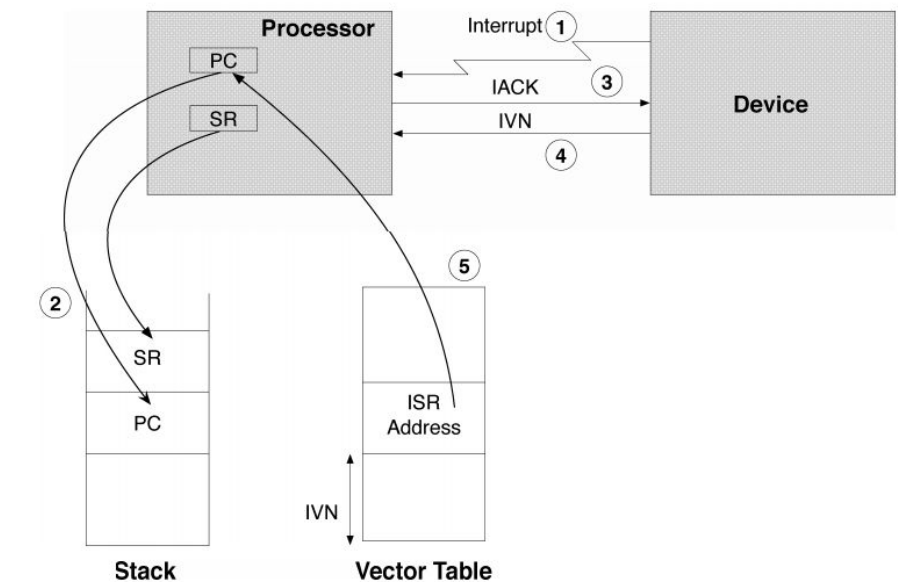 Processor
Interrupt 1
PC
3
IACK
Device
SR
IVN
4
5
2
SR
ISR
Address
PC
IVN
Stack
Vector Table